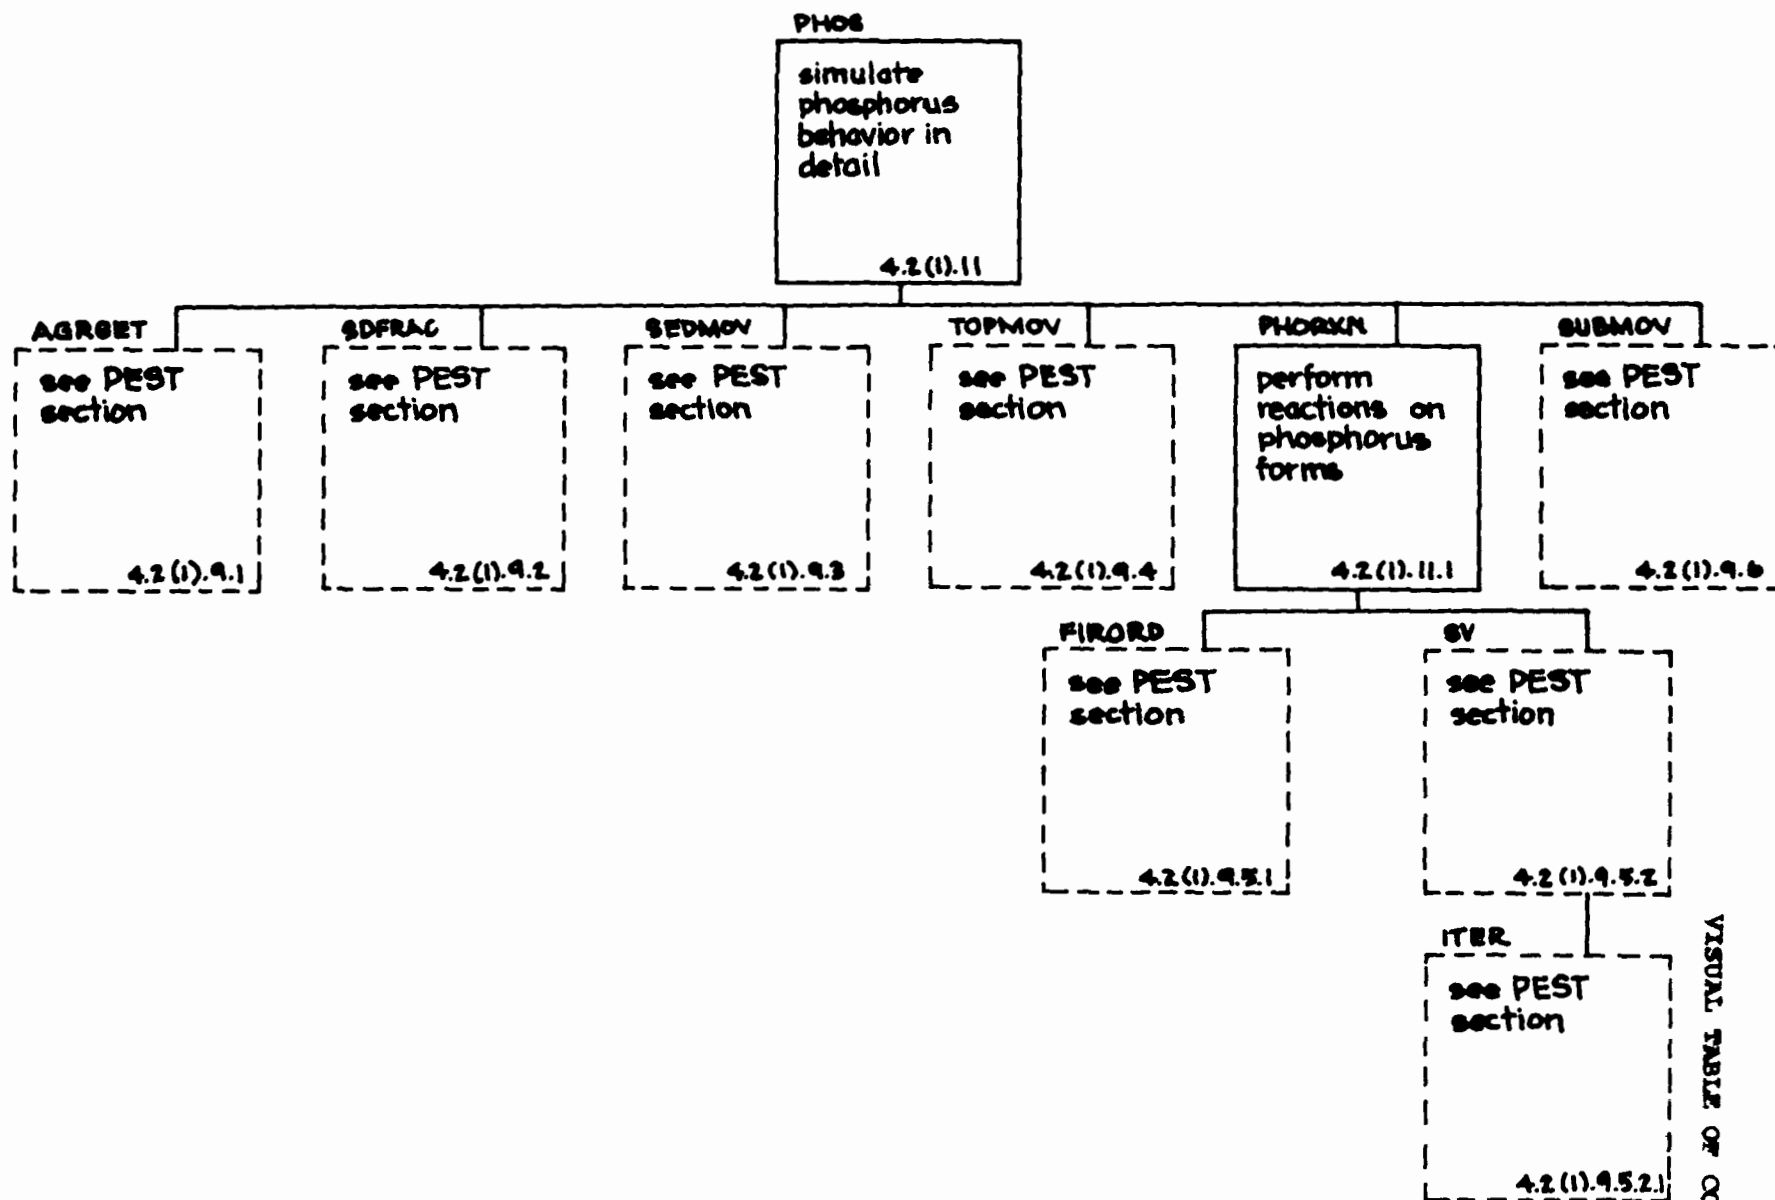 PHOS
simulate
phosphorus
behavior in
detail
4.2(1).11
AGRGET
see PEST
section
4.2(1).9.1
SDFRAC
see PEST
section
4.2(1).9.2
SEDMOV
see PEST
section
4.2(1).9.3
TOPMOV
see PEST
section
4.2(1).9.4
PHORXN
perform
reactions on
phosphorus
forms
4.2(1).11.1
SUBMOV
see PEST
section
4.2(1).9.6
FIRORD
see PEST
section
4.2(1).9.5.1
SV
see PEST
section
4.2(1).9.5.2
ITER
see PEST
section
4.2(1).9.5.2.1
VISUAL TABLE OF